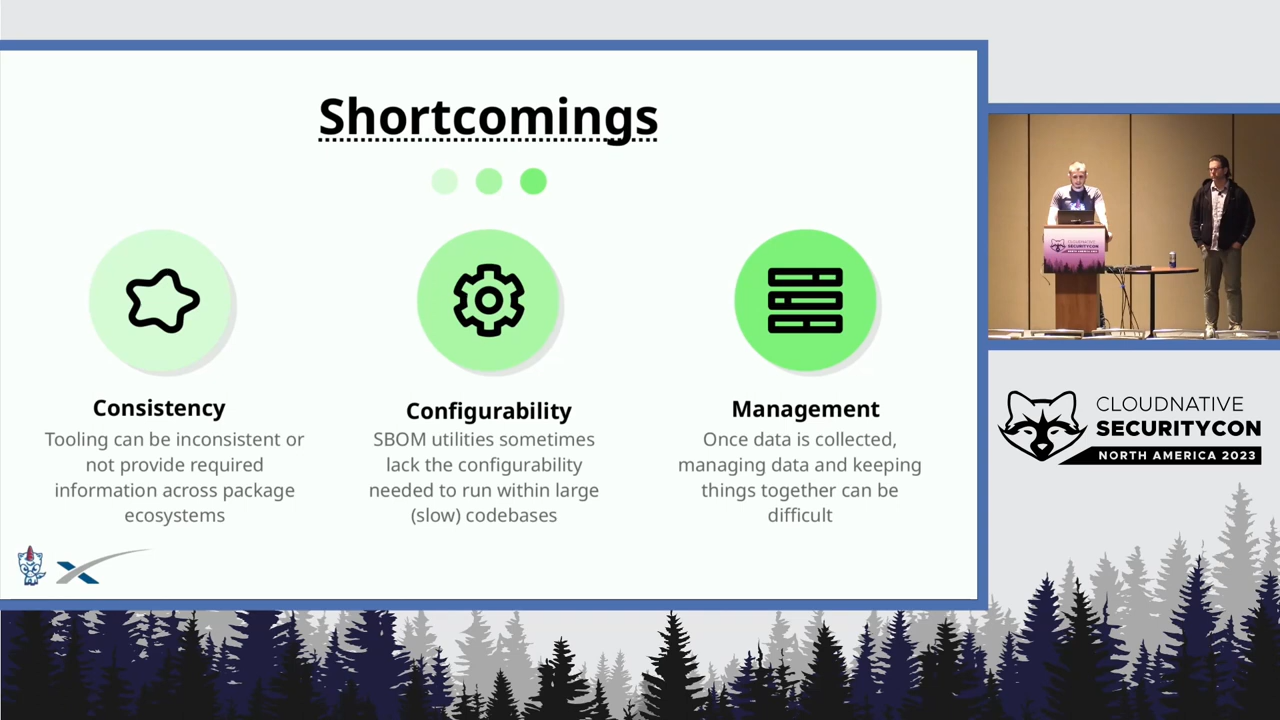 Shortcomings
Consistency
Tooling can be inconsistent or
not provide required
information across package
ecosystems
Configurability
SBOM utilities sometimes
lack the configurability
needed to run within large
(slow) codebases
Management
Once data is collected,
managing data and keeping
things together can be
difficult
CLOUDNATIVE
SECURITYCON
CLOUDNATIVE
SECURITYCON
NORTH AMERICA 2023